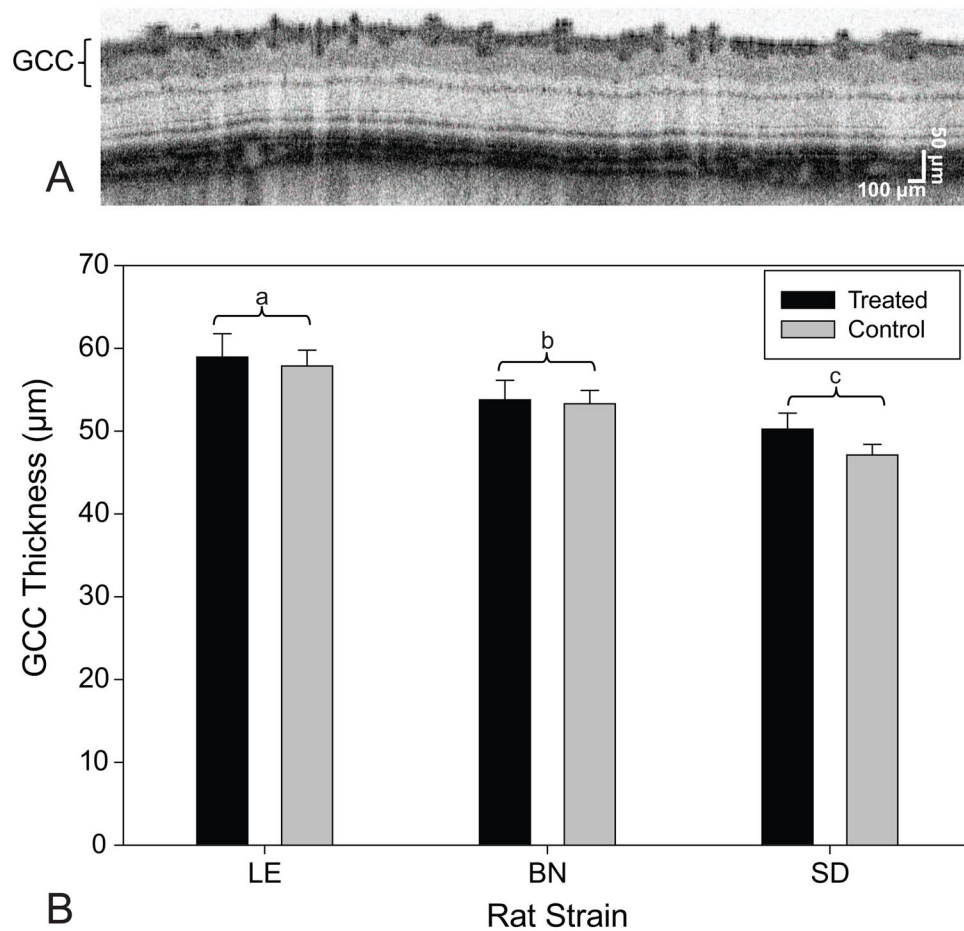 GCC
A
50 µm
100 µm
70
60
50
40
30
20
10
0
GCC Thickness (µm)
a
b
c
Treated
Control
LE
BN
SD
B
Rat Strain